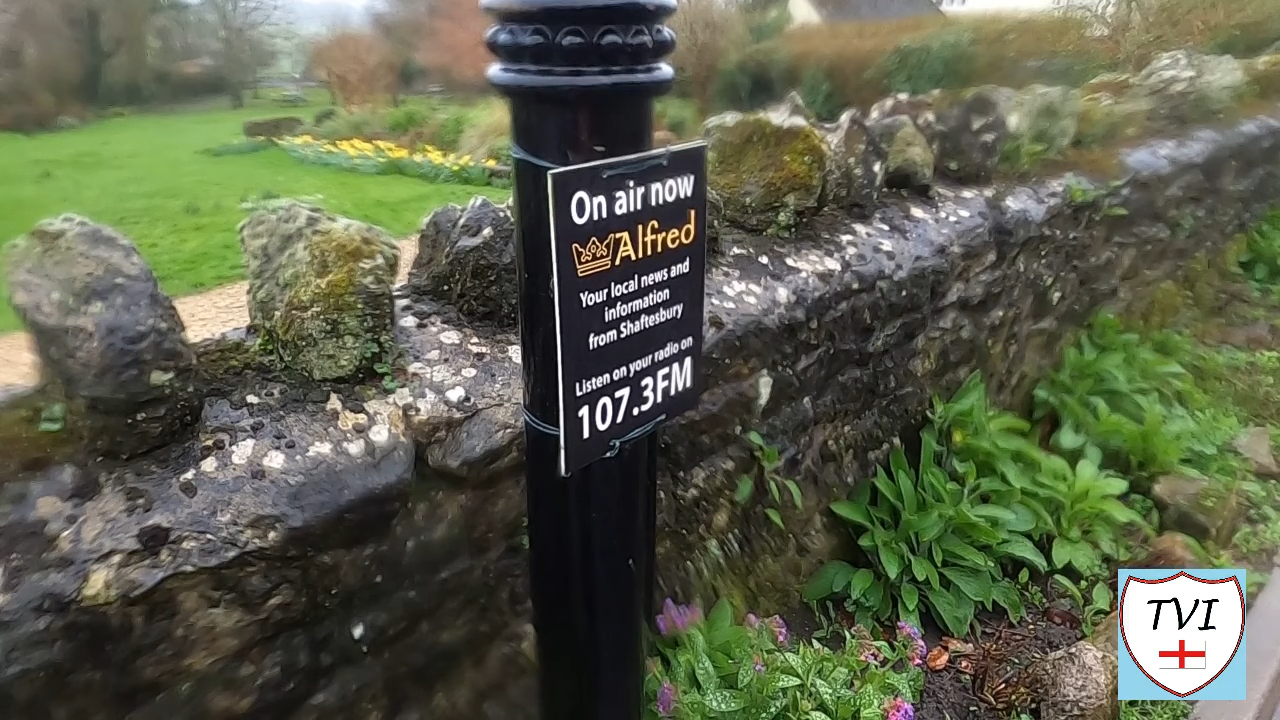 On air now
Alfred
Your local news and
information
from Shaftesbury
Listen on your radio on
107.3FM
TVI